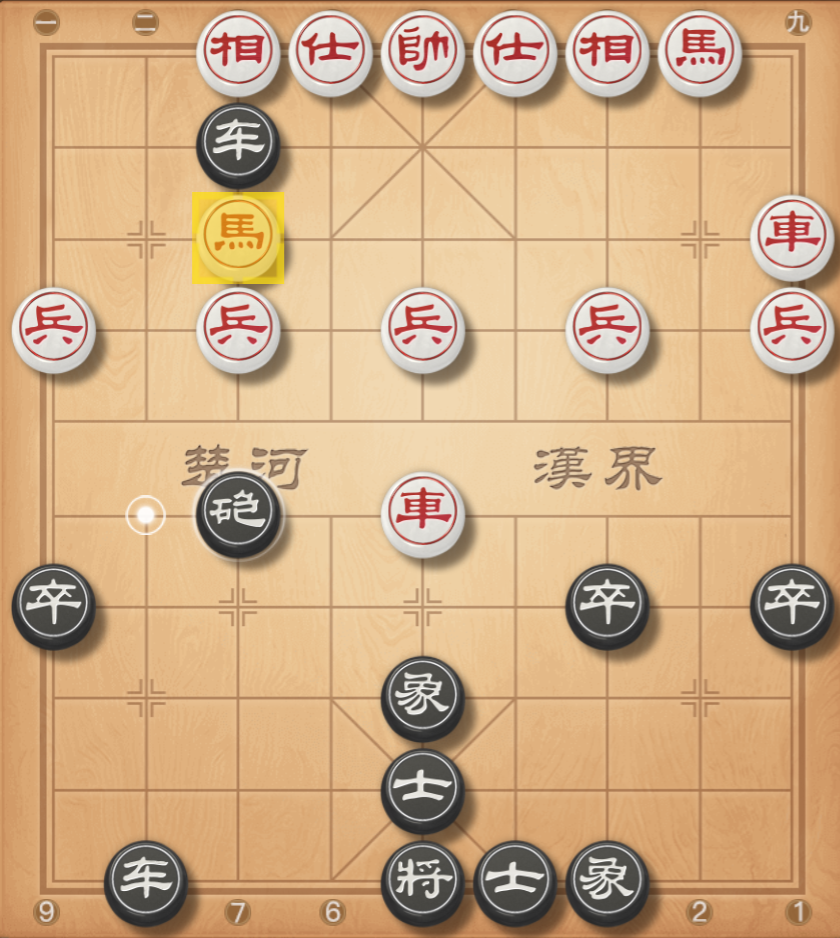 一 二 九
相 仕 帥 仕 相 馬
车
馬 車
兵 兵 兵 兵 兵
楚河 漢界
砲 車
卒 卒 卒
象
士
车 将 士 象
9 7 6 2 1